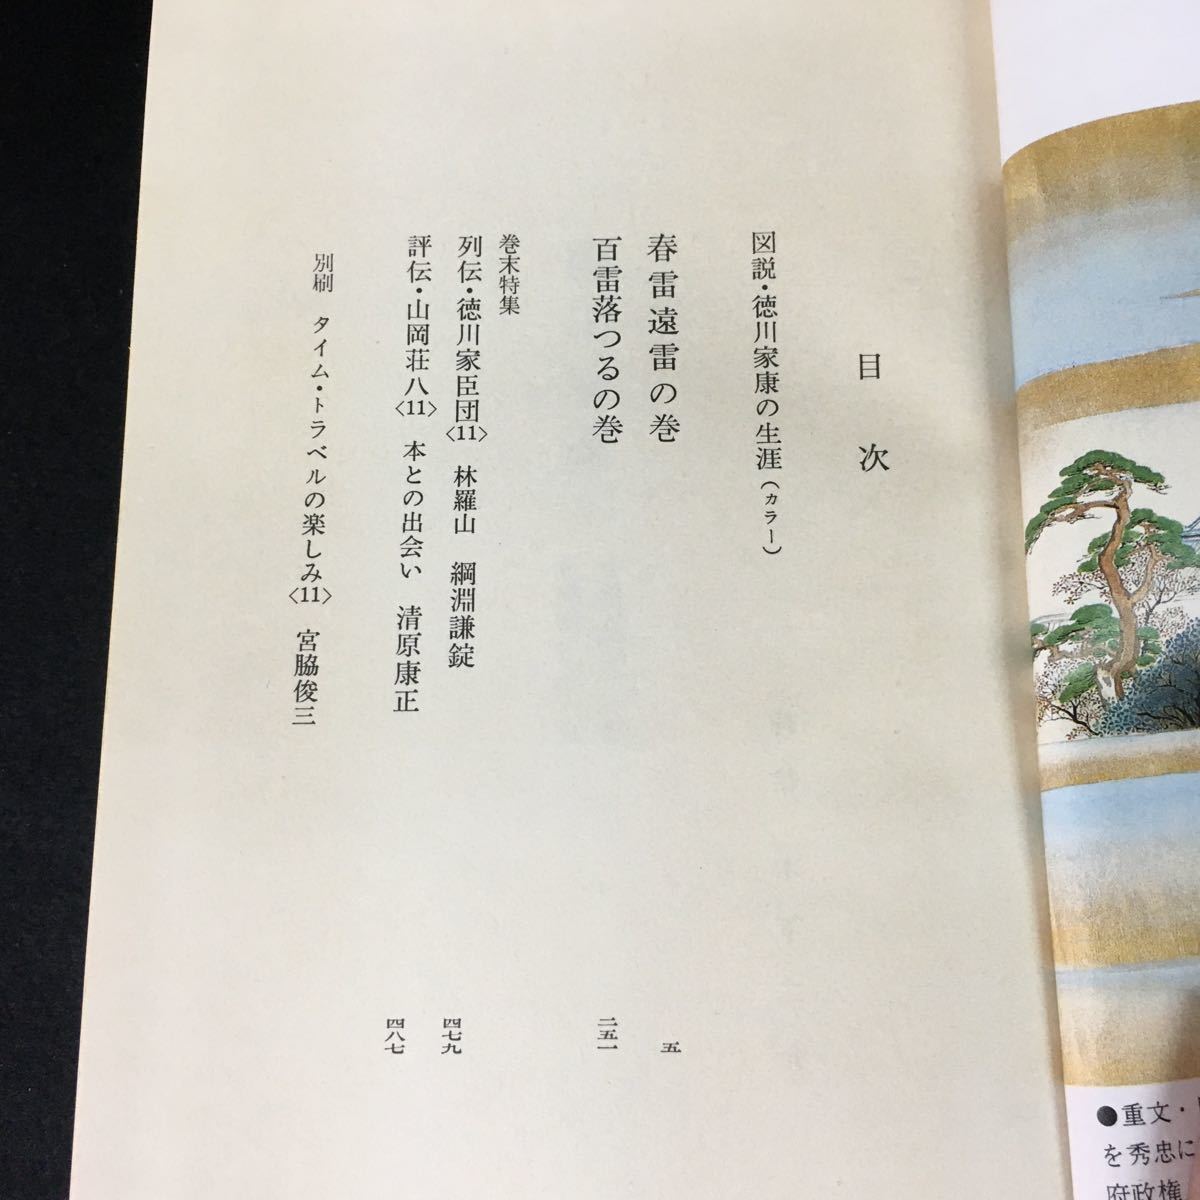 目次
図説・徳川家康の生涯(カラー)
春雷遠雷の巻 五
百雷落つるの巻 二五一
巻末特集
列伝・徳川家臣団〈11〉 林羅山 綱淵謙錠 四七九
評伝・山岡荘八〈11〉 本との出会い 清原康正 四八七
別刷 タイム・トラベルの楽しみ〈11〉 宮脇俊三
●重文・
を秀忠に
府政権